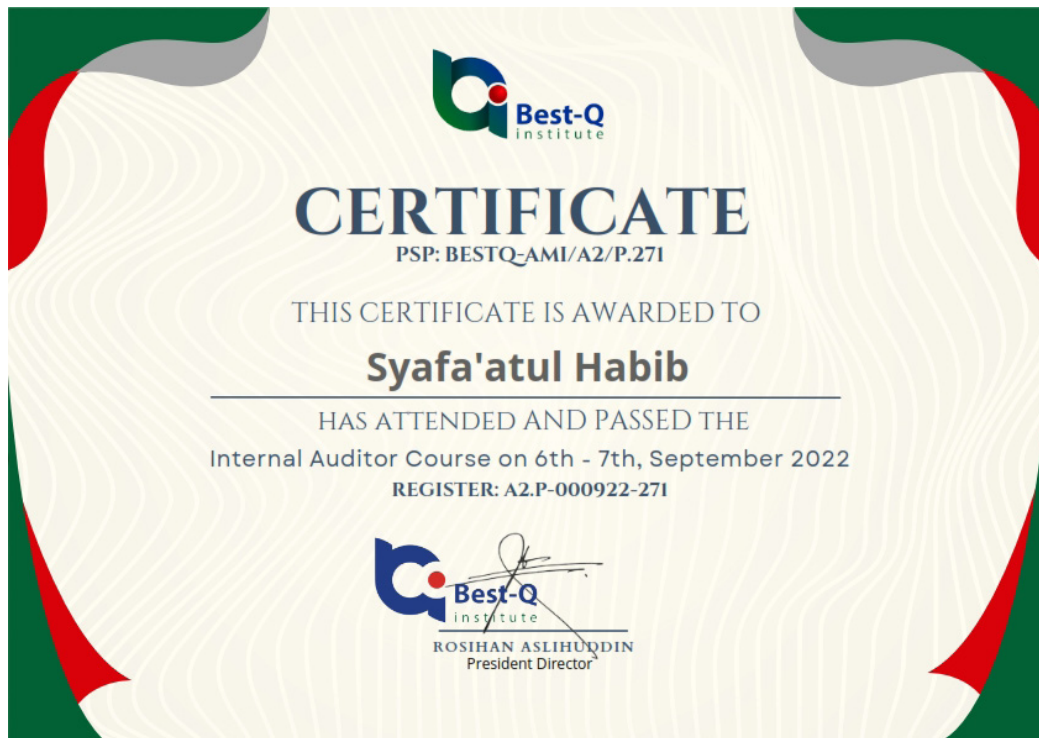 Best-Q
institute
CERTIFICATE
PSP: BESTQ-AMI/A2/P.271
THIS CERTIFICATE IS AWARDED TO
Syafa'atul Habib
HAS ATTENDED AND PASSED THE
Internal Auditor Course on 6th - 7th, September 2022
REGISTER: A2.P-000922-271
Best-Q
institute
ROSIHAN ASLIHUDDIN
President Director